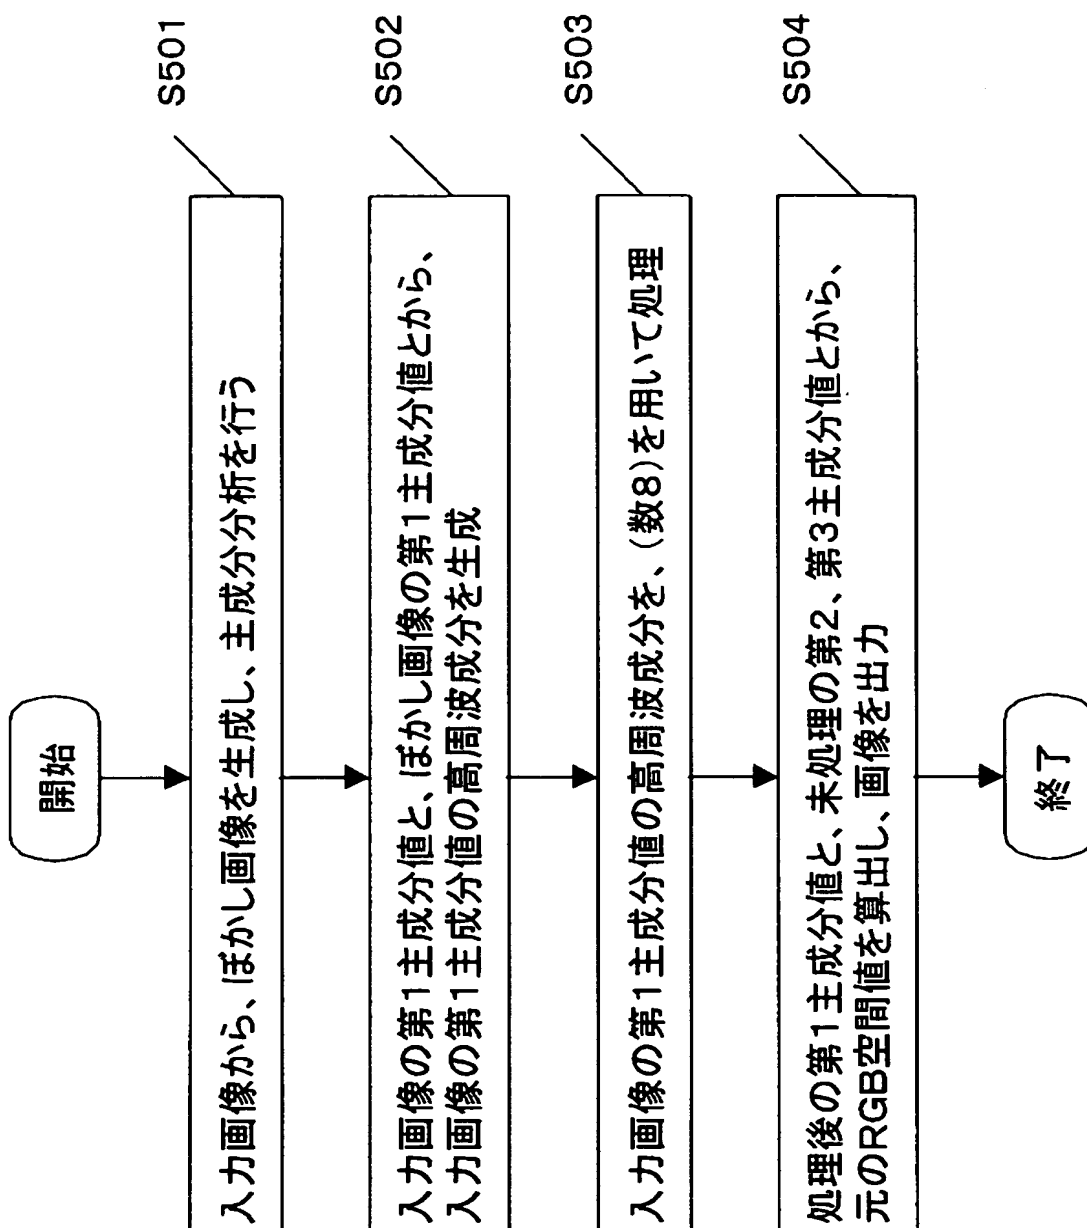 開始
S501
入力画像から、ぼかし画像を生成し、主成分分析を行う
S502
入力画像の第1主成分値と、ぼかし画像の第1主成分値とから、
入力画像の第1主成分値の高周波成分を生成
S503
入力画像の第1主成分値の高周波成分を、(数8)を用いて処理
S504
処理後の第1主成分値と、未処理の第2、第3主成分値とから、
元のRGB空間値を算出し、画像を出力
終了